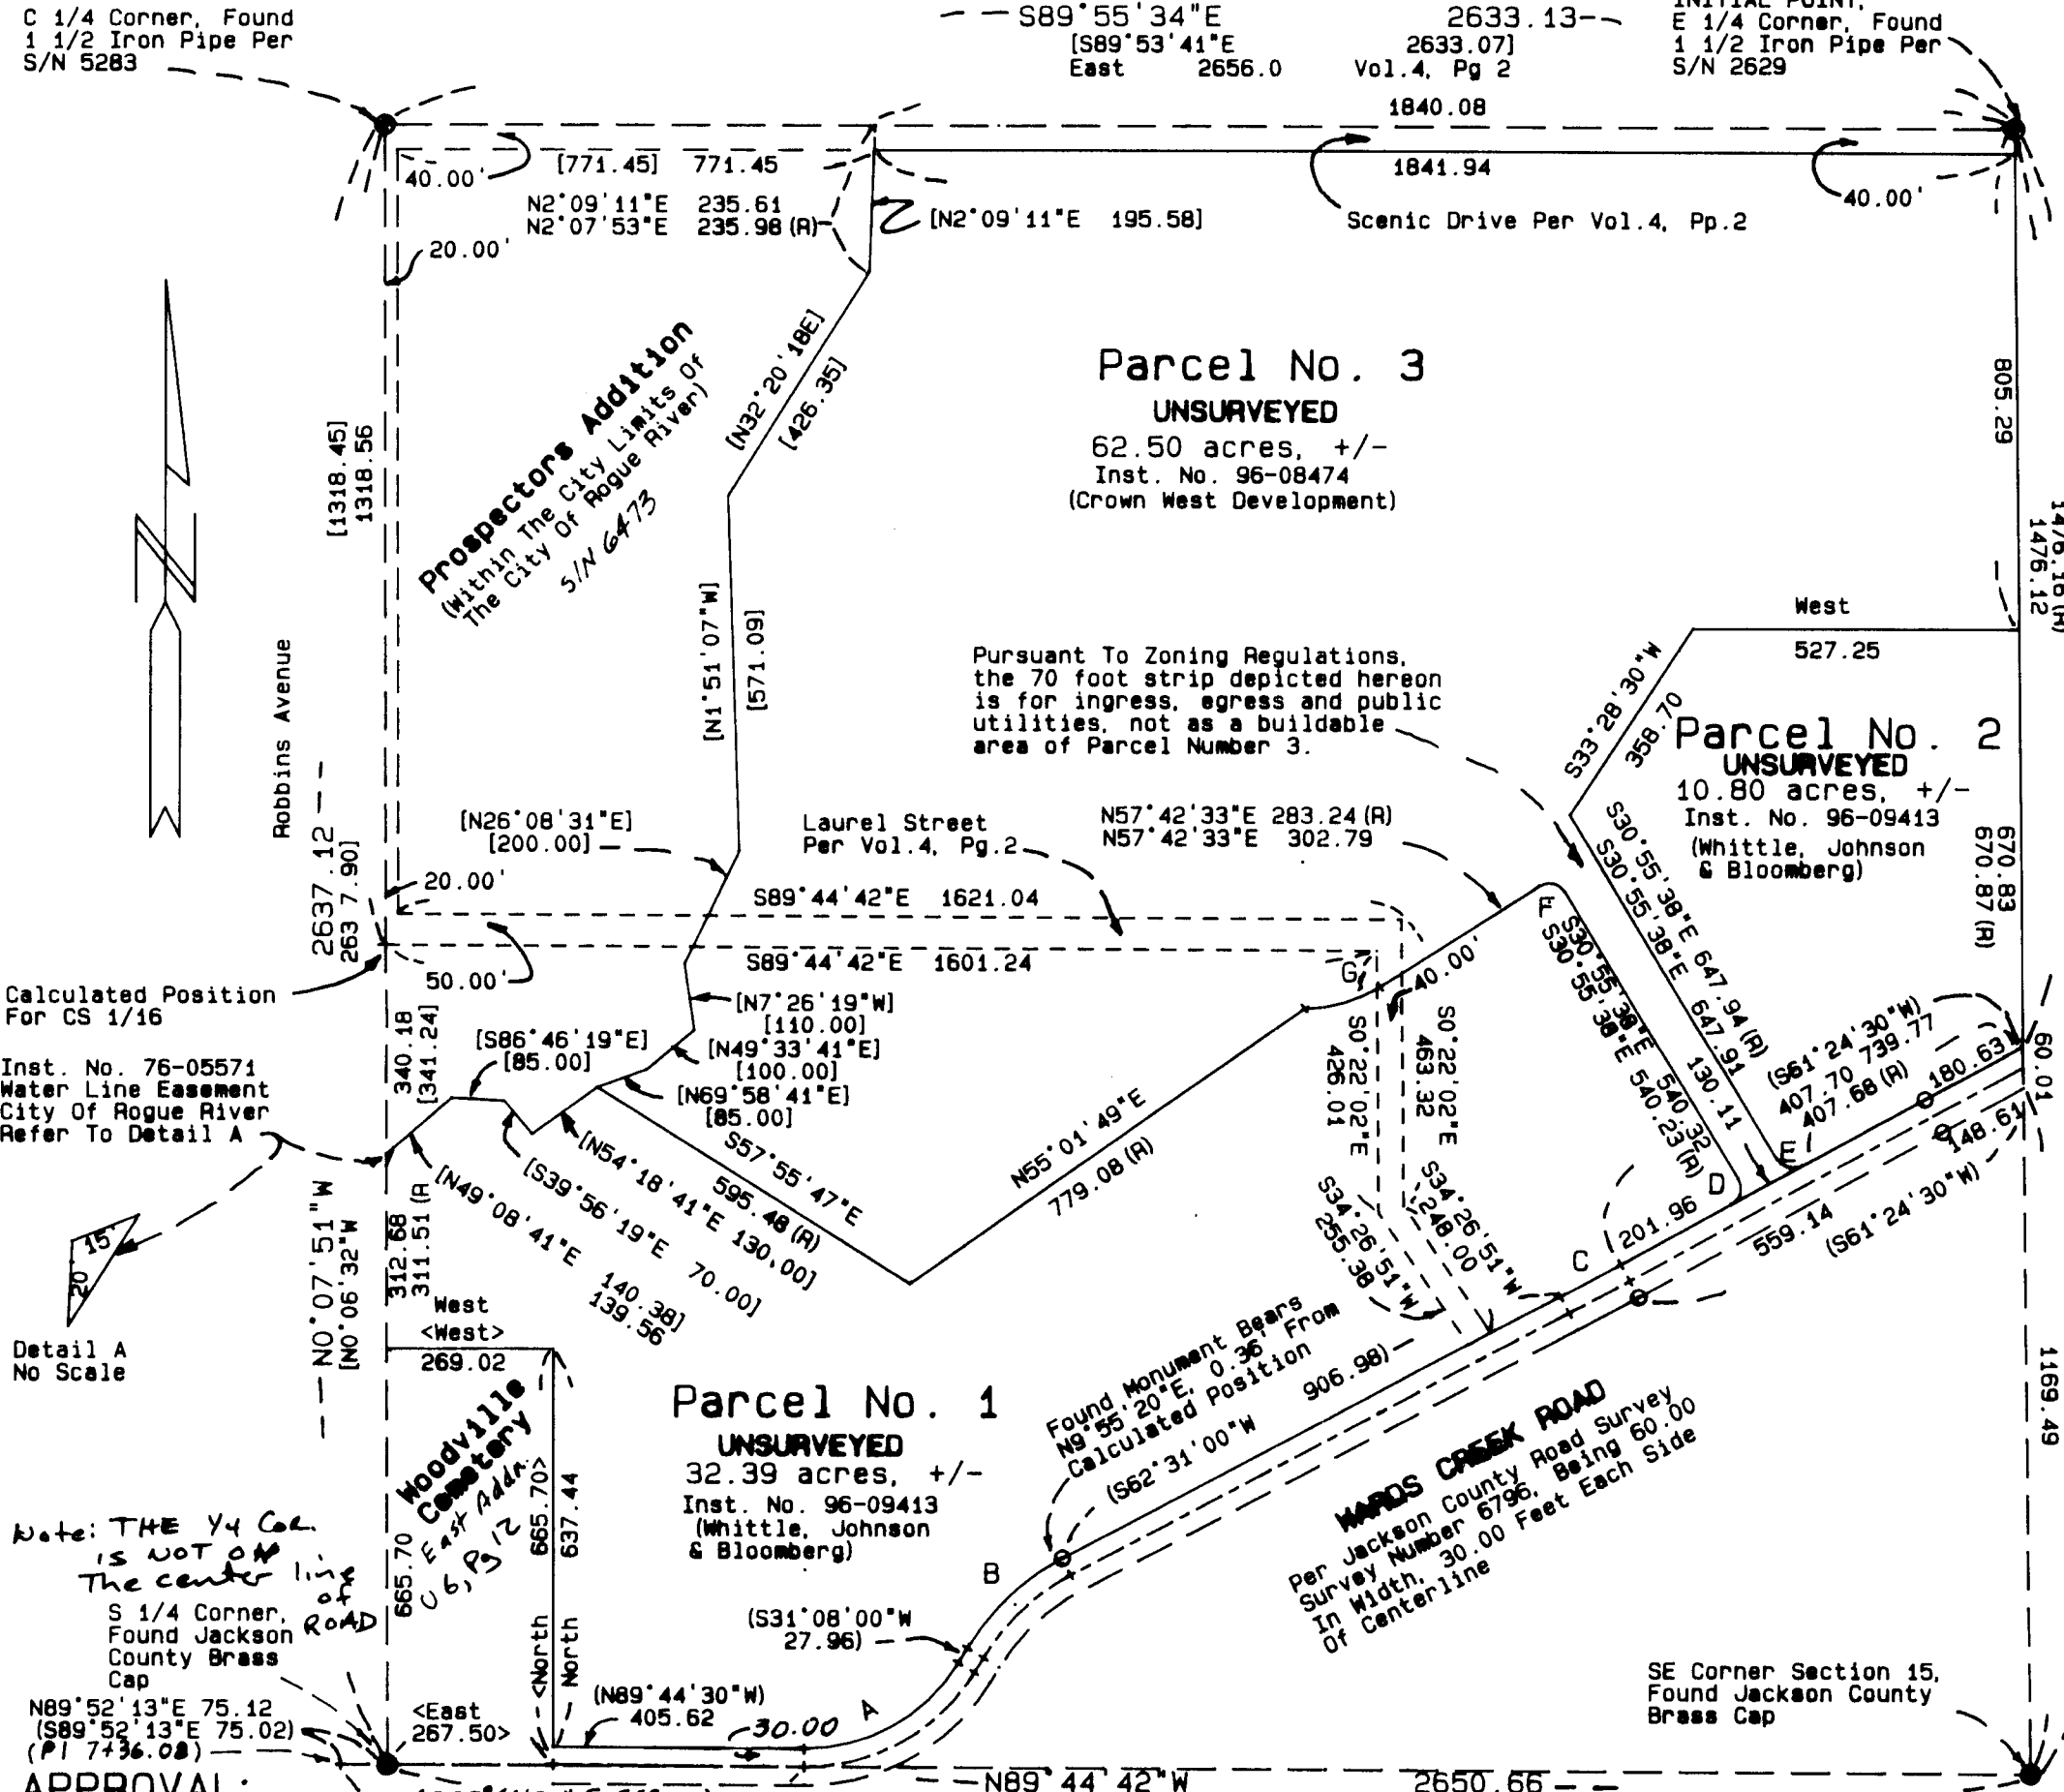 C 1/4 Corner, Found
1 1/2 Iron Pipe Per
S/N 5283
S89°55'34"E 2633.13
[S89°53'41"E 2633.07]
East 2656.0 Vol.4, Pg 2
INITIAL POINT,
E 1/4 Corner, Found
1 1/2 Iron Pipe Per
S/N 2629
1840.08
[771.45] 771.45
1841.94
40.00'
40.00'
N2°09'11"E 235.61
N2°07'53"E 235.98 (R)
[N2°09'11"E 195.58]
Scenic Drive Per Vol.4, Pp.2
20.00'
[N32°20'18E]
[426.35]
Prospectors Addition
(Within The City Limits Of
The City Of Rogue River)
S/N 6473
Parcel No. 3
UNSURVEYED
62.50 acres, +/-
Inst. No. 96-08474
(Crown West Development)
805.29
1476.16 (R)
1476.12
[1318.45]
1318.56
[N1°51'07"W]
[571.09]
West
527.25
Robbins Avenue
Pursuant To Zoning Regulations,
the 70 foot strip depicted hereon
is for ingress, egress and public
utilities, not as a buildable
area of Parcel Number 3.
S33°28'30"W
358.70
Parcel No. 2
UNSURVEYED
10.80 acres, +/-
Inst. No. 96-09413
(Whittle, Johnson
& Bloomberg)
670.83
670.87 (R)
[N26°08'31"E]
[200.00]
Laurel Street
Per Vol.4, Pg.2
N57°42'33"E 283.24 (R)
N57°42'33"E 302.79
S30°55'38"E 647.94 (R)
S30°55'38"E 647.91
2637.12
263 7.90]
20.00'
S89°44'42"E 1621.04
F
S30°55'38"E 540.32
S30°55'38"E 540.23 (R)
130.11
50.00'
S89°44'42"E 1601.24
G
40.00'
Calculated Position
For CS 1/16
[N7°26'19"W]
[110.00]
340.18
[341.24]
[S86°46'19"E]
[85.00]
[N49°33'41"E]
[100.00]
[N69°58'41"E]
[85.00]
S0°22'02"E
463.32
S0°22'02"E
426.01
(S61°24'30"W)
407.70 739.77
407.68 (R)
180.63
60.01
148.61
Inst. No. 76-05571
Water Line Easement
City Of Rogue River
Refer To Detail A
S57°55'47"E
595.48 (R)
N55°01'49"E
779.08 (R)
[N54°18'41"E 130.00]
[S39°56'19"E 70.00]
[N49°08'41"E 140.38]
139.56
E
D
C
201.96
559.14
(S61°24'30"W)
S34°26'51"W
248.00
S34°26'51"W
255.38
15'
20'
Detail A
No Scale
N0°07'51"W
[N0°06'32"W
312.68
311.51 (R
West
<West>
269.02
1169.49
Woodville
Cemetery
East Addn.
V 6, Pg 12
665.70>
637.44
Parcel No. 1
UNSURVEYED
32.39 acres, +/-
Inst. No. 96-09413
(Whittle, Johnson
& Bloomberg)
Found Monument Bears
N9°55'20"E, 0.36' From
Calculated Position
(S62°31'00"W 906.98)
WARDS CREEK ROAD
Per Jackson County Road Survey
Survey Number 6796, Being 60.00
In Width, 30.00 Feet Each Side
Of Centerline
Note: THE 1/4 Cor.
is NOT ON
The center line
of
ROAD
665.70
B
S 1/4 Corner,
Found Jackson
County Brass
Cap
(S31°08'00"W
27.96)
<North
North
SE Corner Section 15,
Found Jackson County
Brass Cap
N89°52'13"E 75.12
(S89°52'13"E 75.02)
(PI 7+36.08)
<East
267.50>
(N89°44'30"W)
405.62
30.00
A
APPROVAL:
N89°44'42"W 2650.66